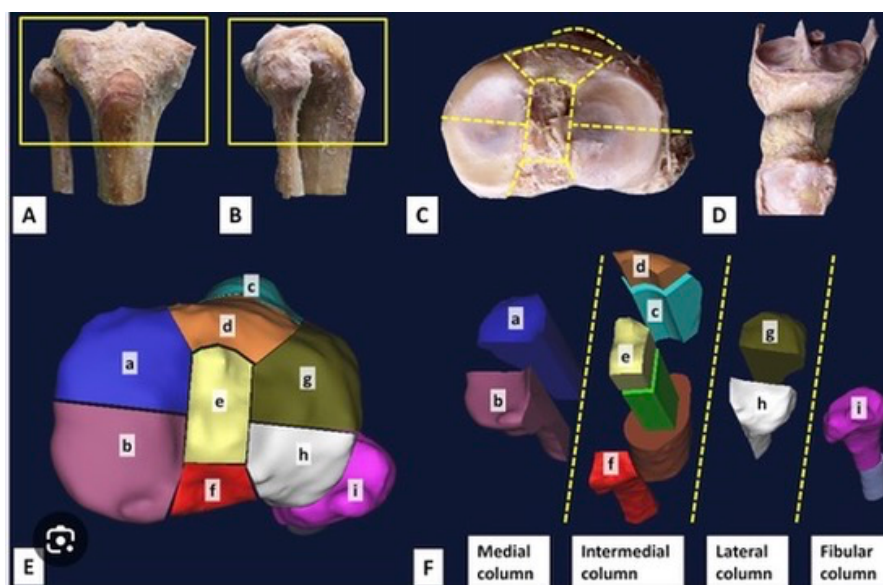 A
B
C
D
c
d
a
g
e
b
h
f
i
E
d
c
a
g
e
b
h
i
f
F
Medial
column
Intermedial
column
Lateral
column
Fibular
column